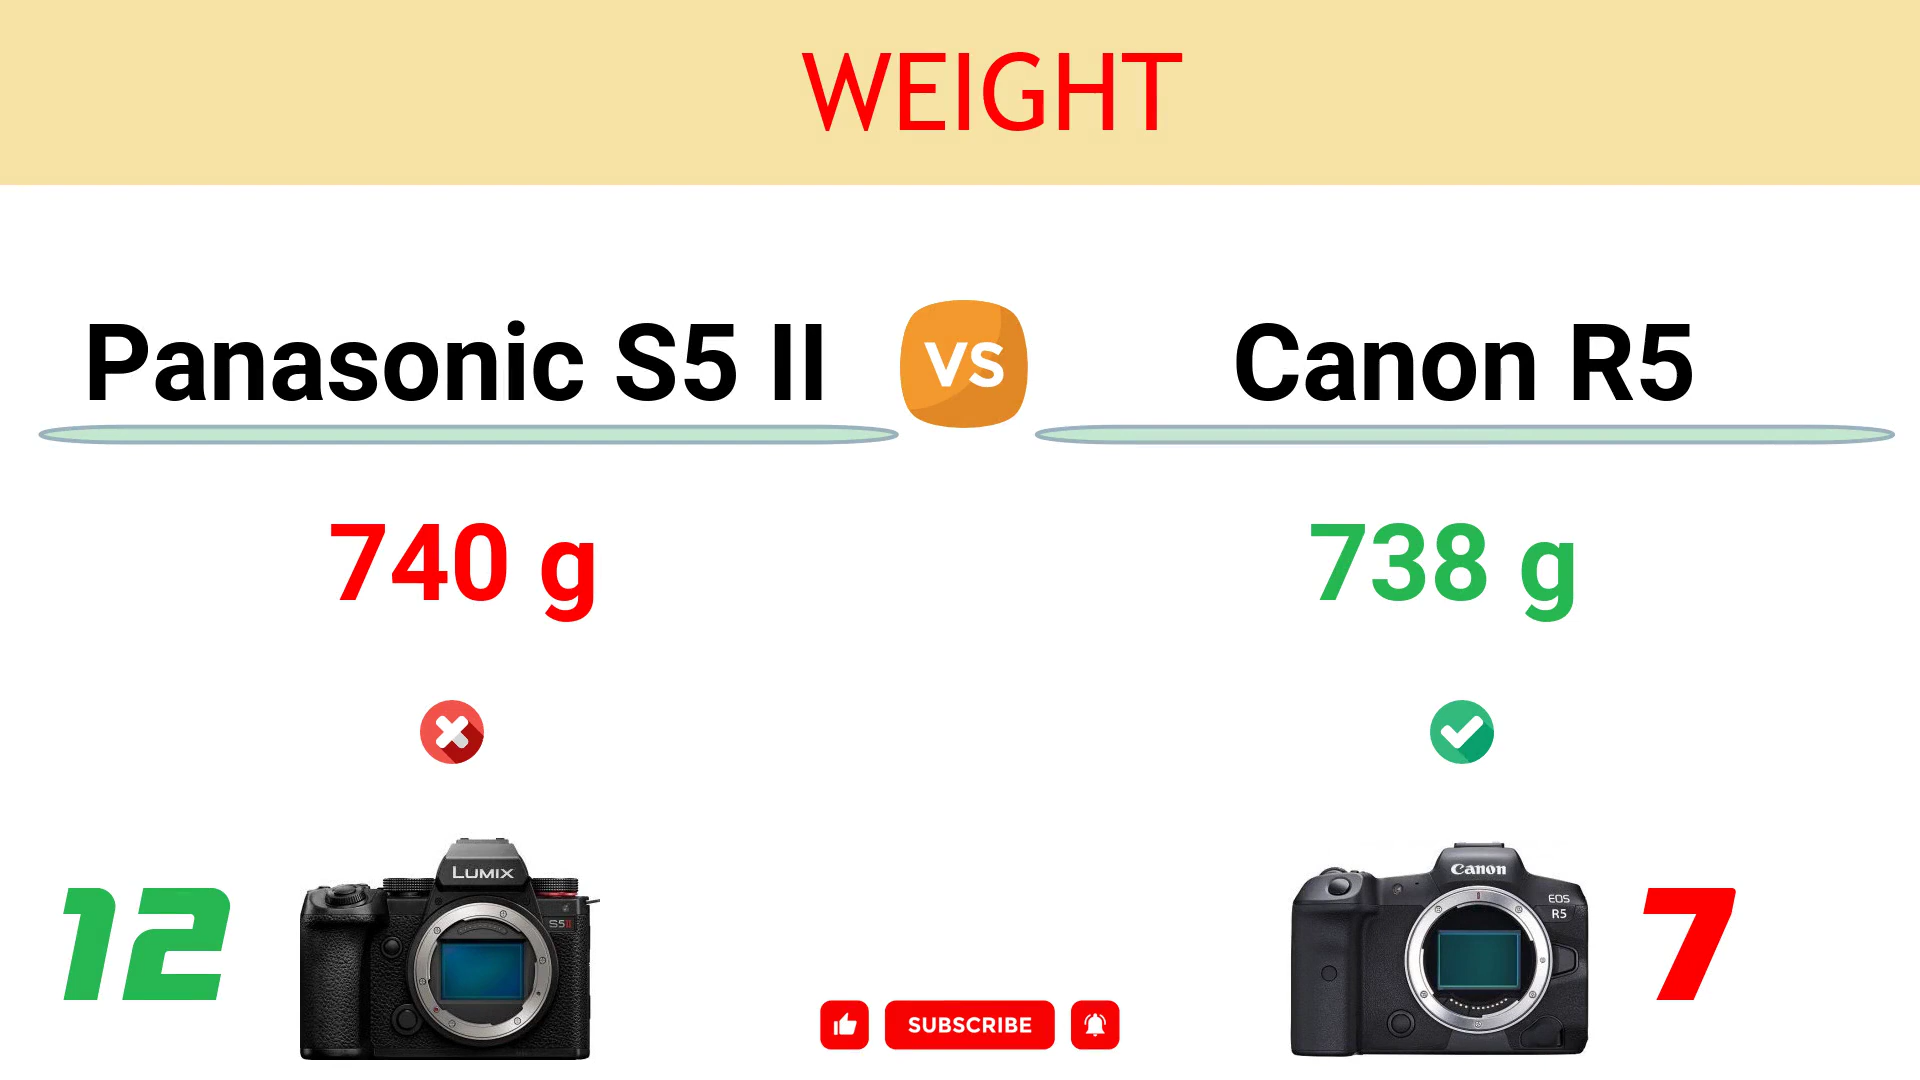 WEIGHT
Panasonic S5 II
VS
Canon R5
740 g
738 g
12
LUMIX
S5II
Canon
EOS
R5
7
SUBSCRIBE